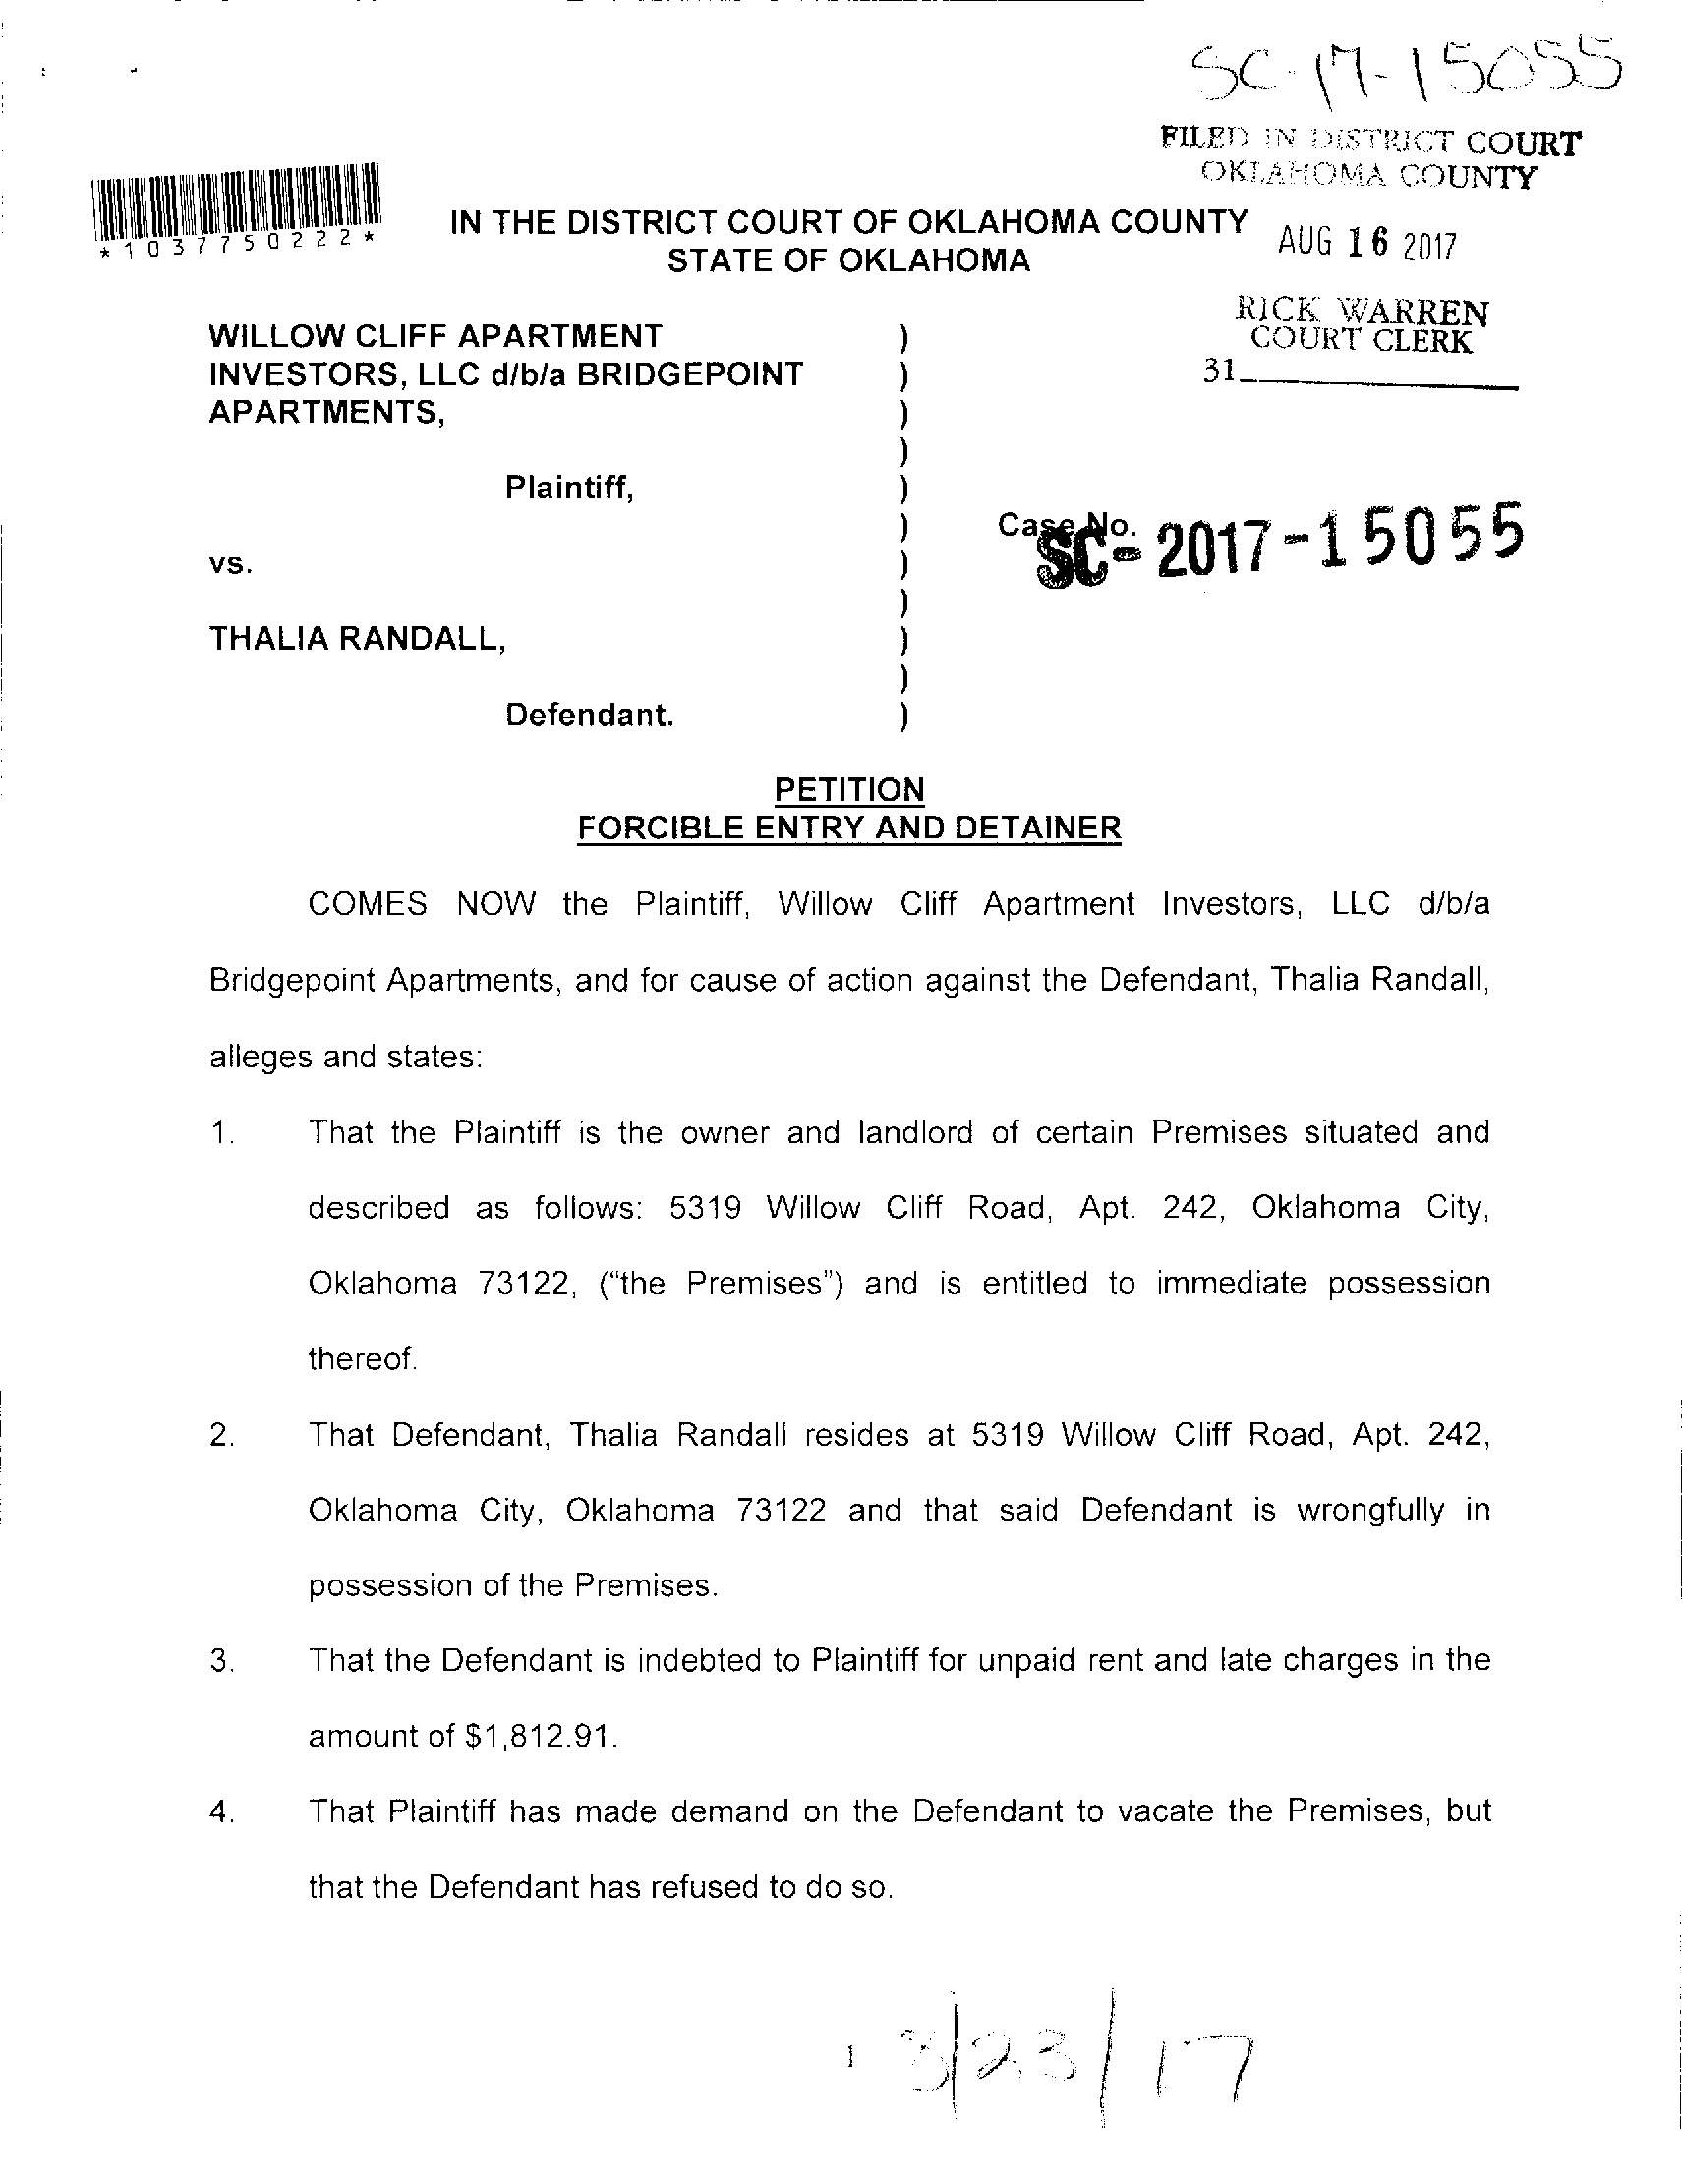 SC-17-15055
FILED IN DISTRICT COURT
OKLAHOMA COUNTY
*1037750222*
IN THE DISTRICT COURT OF OKLAHOMA COUNTY
STATE OF OKLAHOMA
AUG 16 2017
RICK WARREN
COURT CLERK
31
WILLOW CLIFF APARTMENT )
INVESTORS, LLC d/b/a BRIDGEPOINT )
APARTMENTS, )
)
Plaintiff, )
) Case No. SC-2017-15055
vs. )
)
THALIA RANDALL, )
)
Defendant. )
PETITION
FORCIBLE ENTRY AND DETAINER
COMES NOW the Plaintiff, Willow Cliff Apartment Investors, LLC d/b/a
Bridgepoint Apartments, and for cause of action against the Defendant, Thalia Randall,
alleges and states:
1. That the Plaintiff is the owner and landlord of certain Premises situated and
described as follows: 5319 Willow Cliff Road, Apt. 242, Oklahoma City,
Oklahoma 73122, (“the Premises”) and is entitled to immediate possession
thereof.
2. That Defendant, Thalia Randall resides at 5319 Willow Cliff Road, Apt. 242,
Oklahoma City, Oklahoma 73122 and that said Defendant is wrongfully in
possession of the Premises.
3. That the Defendant is indebted to Plaintiff for unpaid rent and late charges in the
amount of $1,812.91.
4. That Plaintiff has made demand on the Defendant to vacate the Premises, but
that the Defendant has refused to do so.
1
/23/17